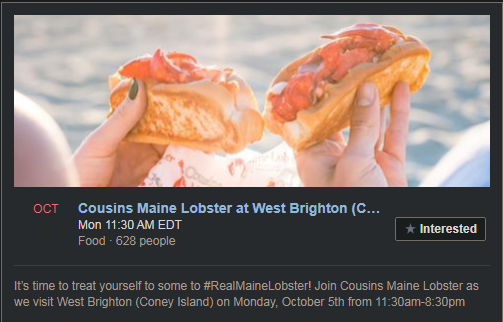 Cousins
OCT
Cousins Maine Lobster at West Brighton (C...
Mon 11:30 AM EDT
Food · 628 people
★ Interested
It's time to treat yourself to some to #RealMaineLobster! Join Cousins Maine Lobster as
we visit West Brighton (Coney Island) on Monday, October 5th from 11:30am-8:30pm